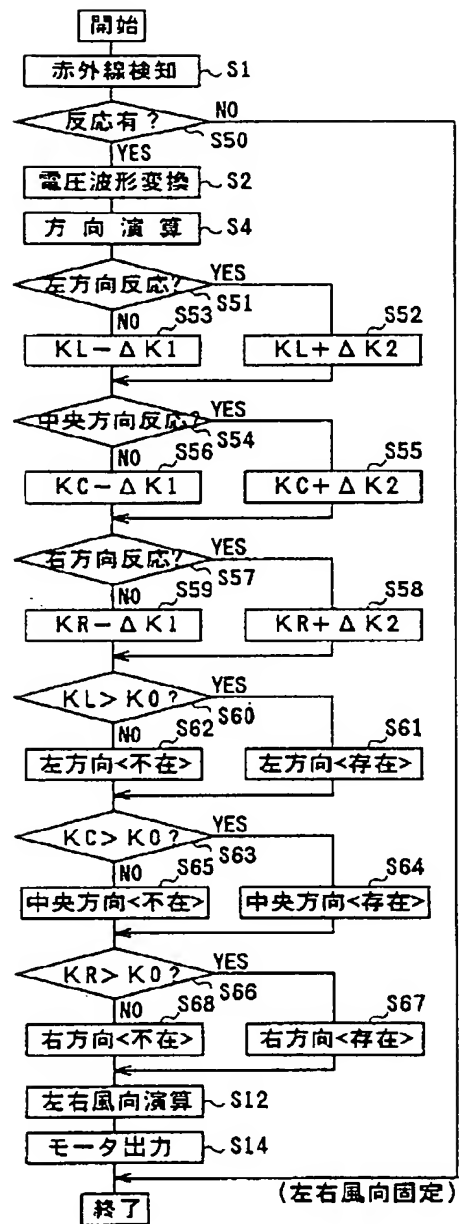 開始
赤外線検知 S1
NO
反応有? S50
YES
電圧波形変換 S2
方向演算 S4
左方向反応? YES
S51
NO S53 S52
KL-ΔK1 KL+ΔK2
中央方向反応? YES
S54
NO S56 S55
KC-ΔK1 KC+ΔK2
右方向反応? YES
S57
NO S59 S58
KR-ΔK1 KR+ΔK2
KL>K0? YES
S60
NO S62 S61
左方向<不在> 左方向<存在>
KC>K0? YES
S63
NO S65 S64
中央方向<不在> 中央方向<存在>
KR>K0? YES
S66
NO S68 S67
右方向<不在> 右方向<存在>
左右風向演算 S12
モータ出力 S14
(左右風向固定)
終了